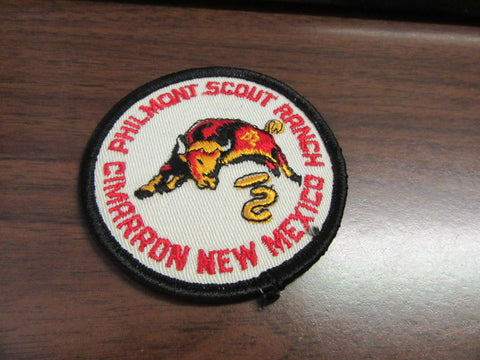 PHILMONT SCOUT RANCH
CIMARRON NEW MEXICO